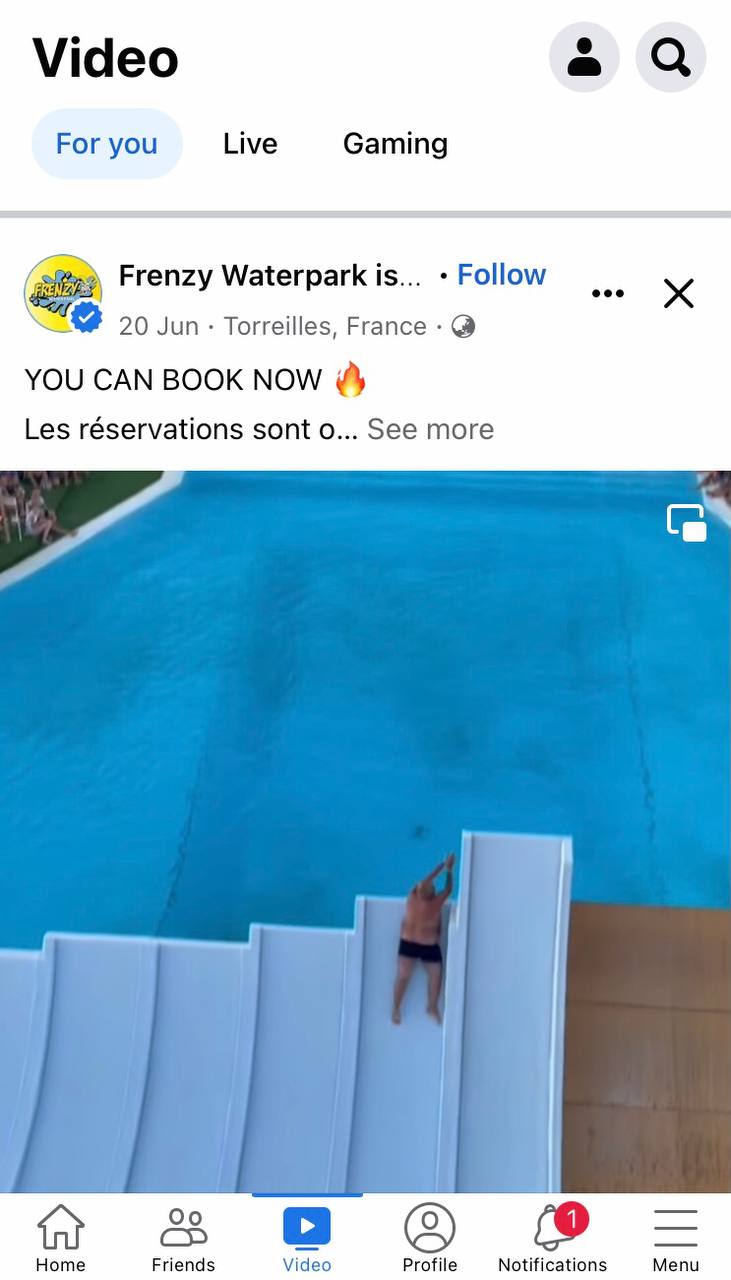 Video
For you Live Gaming
Frenzy Waterpark is... • Follow
20 Jun · Torreilles, France ·
YOU CAN BOOK NOW 🔥
Les réservations sont o... See more
FRENZY
1
Home Friends Video Profile Notifications Menu